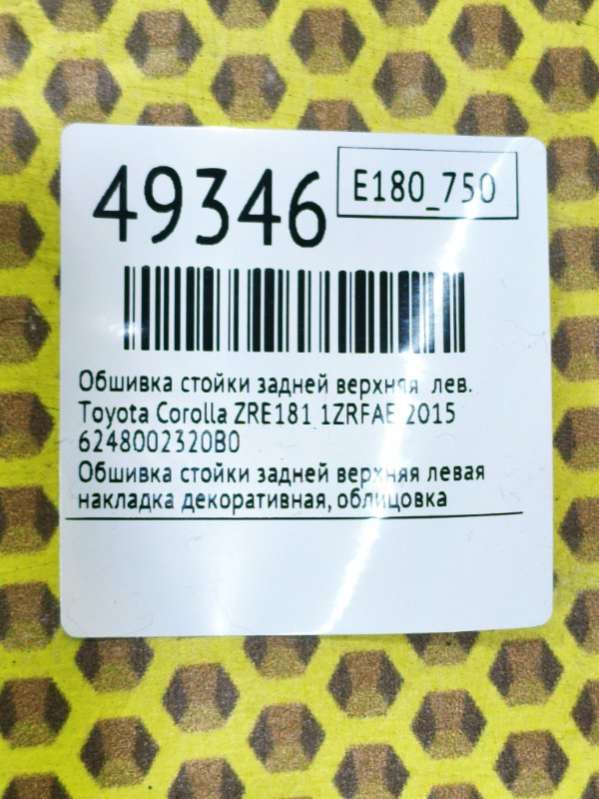 49346
E180_750
Обшивка стойки задней верхняя лев.
Toyota Corolla ZRE181 1ZRFAE 2015
6248002320B0
Обшивка стойки задней верхняя левая
накладка декоративная, облицовка